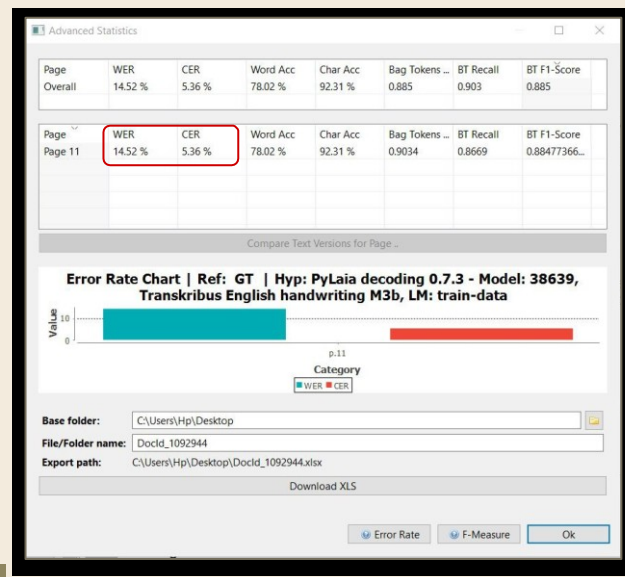 Advanced Statistics
Page WER CER Word Acc Char Acc Bag Tokens ... BT Recall BT F1-Score
Overall 14.52 % 5.36 % 78.02 % 92.31 % 0.885 0.903 0.885
Page WER CER Word Acc Char Acc Bag Tokens ... BT Recall BT F1-Score
Page 11 14.52 % 5.36 % 78.02 % 92.31 % 0.9034 0.8669 0.88477366...
Compare Text Versions for Page ..
Error Rate Chart | Ref: GT | Hyp: PyLaia decoding 0.7.3 - Model: 38639,
Transkribus English handwriting M3b, LM: train-data
Value
10
0
p.11
Category
WER CER
Base folder: C:\Users\Hp\Desktop
File/Folder name: DocId_1092944
Export path: C:\Users\Hp\Desktop\DocId_1092944.xlsx
Download XLS
Error Rate F-Measure Ok